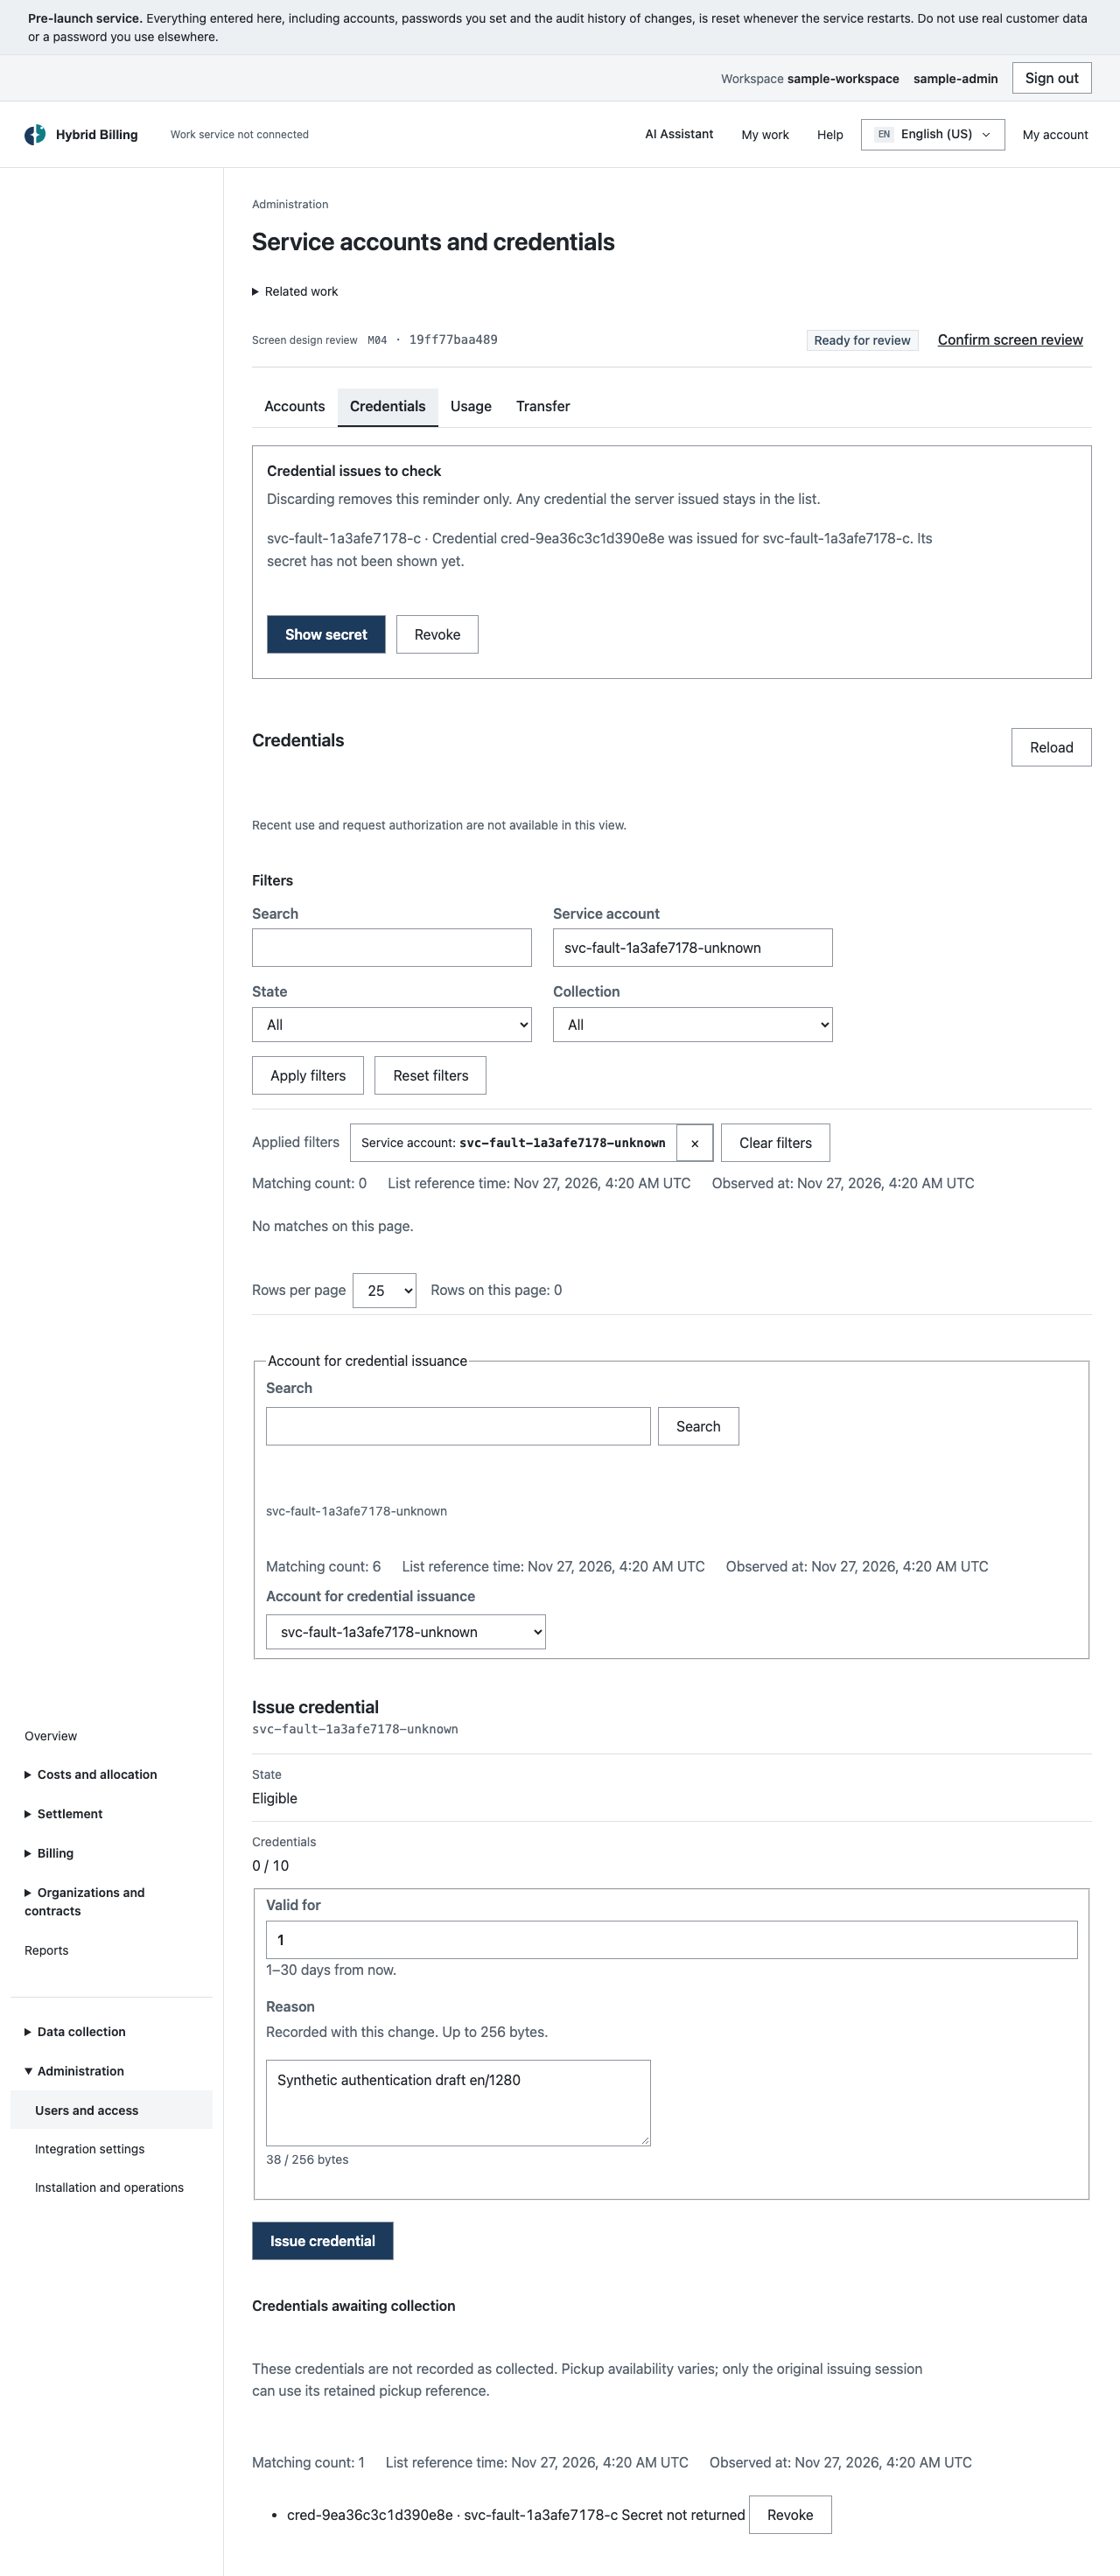 Pre-launch service. Everything entered here, including accounts, passwords you set and the audit history of changes, is reset whenever the service restarts. Do not use real customer data
or a password you use elsewhere.
Workspace sample-workspace sample-admin Sign out
Hybrid Billing Work service not connected AI Assistant My work Help EN English (US) My account
Administration
Service accounts and credentials
Related work
Screen design review M04 · 19ff77baa489 Ready for review Confirm screen review
Accounts Credentials Usage Transfer
Credential issues to check
Discarding removes this reminder only. Any credential the server issued stays in the list.
svc-fault-1a3afe7178-c · Credential cred-9ea36c3c1d390e8e was issued for svc-fault-1a3afe7178-c. Its
secret has not been shown yet.
Show secret Revoke
Credentials Reload
Recent use and request authorization are not available in this view.
Filters
Search Service account
svc-fault-1a3afe7178-unknown
State Collection
All All
Apply filters Reset filters
Applied filters Service account: svc-fault-1a3afe7178-unknown × Clear filters
Matching count: 0 List reference time: Nov 27, 2026, 4:20 AM UTC Observed at: Nov 27, 2026, 4:20 AM UTC
No matches on this page.
Rows per page 25 Rows on this page: 0
Account for credential issuance
Search
Search
svc-fault-1a3afe7178-unknown
Matching count: 6 List reference time: Nov 27, 2026, 4:20 AM UTC Observed at: Nov 27, 2026, 4:20 AM UTC
Account for credential issuance
svc-fault-1a3afe7178-unknown
Issue credential
svc-fault-1a3afe7178-unknown
State
Eligible
Credentials
0 / 10
Valid for
1
1–30 days from now.
Reason
Recorded with this change. Up to 256 bytes.
Synthetic authentication draft en/1280
38 / 256 bytes
Issue credential
Credentials awaiting collection
These credentials are not recorded as collected. Pickup availability varies; only the original issuing session
can use its retained pickup reference.
Matching count: 1 List reference time: Nov 27, 2026, 4:20 AM UTC Observed at: Nov 27, 2026, 4:20 AM UTC
• cred-9ea36c3c1d390e8e · svc-fault-1a3afe7178-c Secret not returned Revoke
Overview
Costs and allocation
Settlement
Billing
Organizations and
contracts
Reports
Data collection
Administration
Users and access
Integration settings
Installation and operations